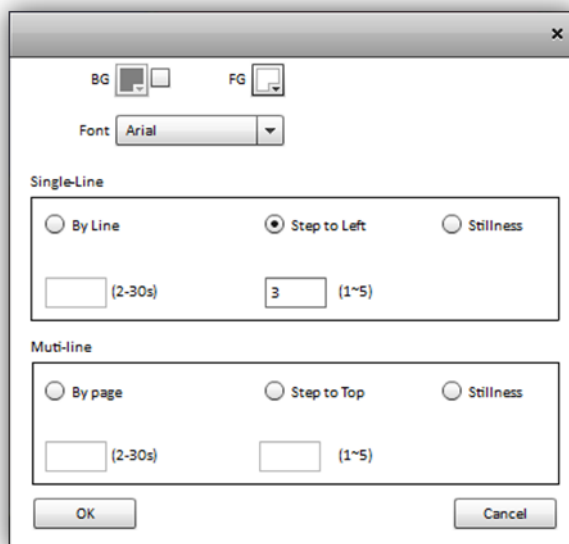 BG FG
Font Arial
Single-Line
By Line Step to Left Stillness
(2-30s) 3 (1~5)
Muti-line
By page Step to Top Stillness
(2-30s) (1~5)
OK Cancel